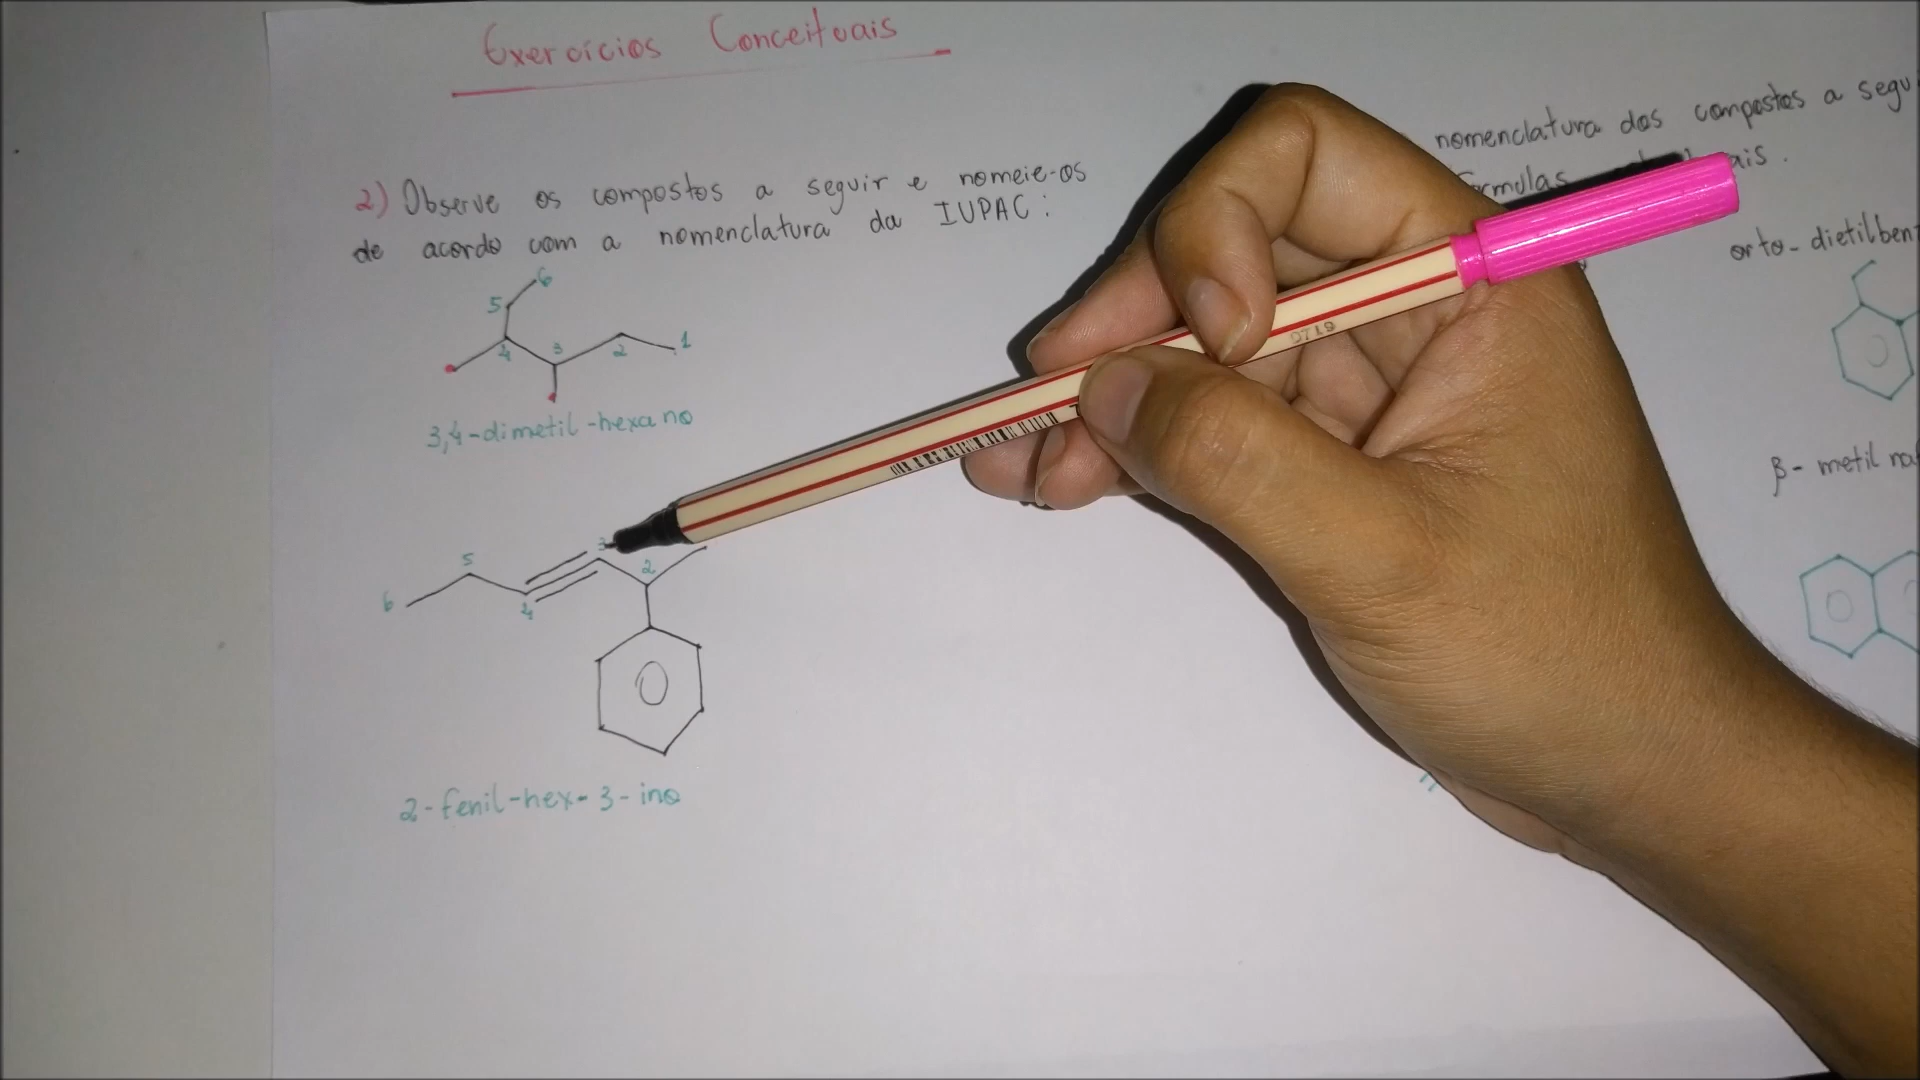 Exercícios Conceituais
2) Observe os compostos a seguir e nomeie-os
de acordo com a nomenclatura da IUPAC:
6
5
4
3
2
1
3,4-dimetil-hexano
6
5
4
3
2
2-fenil-hex-3-ino
0719
nomenclatura dos compostos a segu
ais.
orto-dietilben
β-metil na